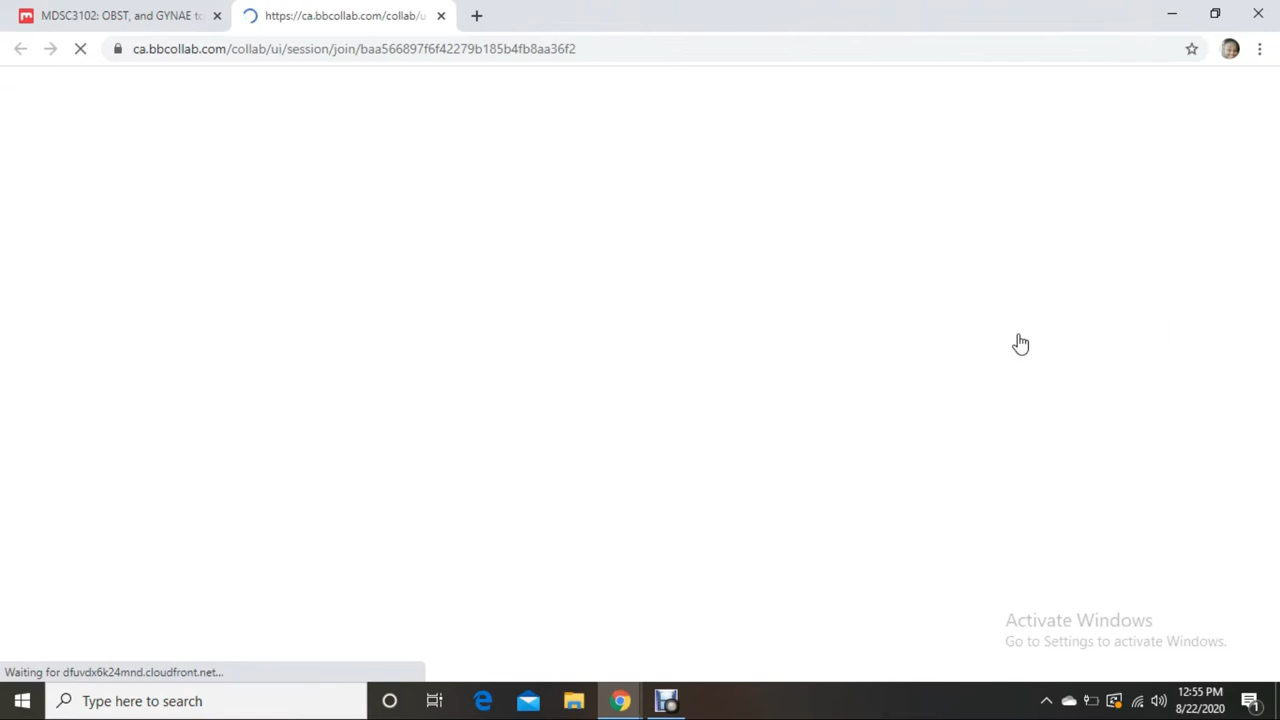 MDSC3102: OBST, and GYNAE to
https://ca.bbcollab.com/collab/u
ca.bbcollab.com/collab/ui/session/join/baa566897f6f42279b185b4fb8aa36f2
Activate Windows
Go to Settings to activate Windows.
Waiting for dfuvdx6k24mnd.cloudfront.net...
Type here to search
12:55 PM
8/22/2020
1